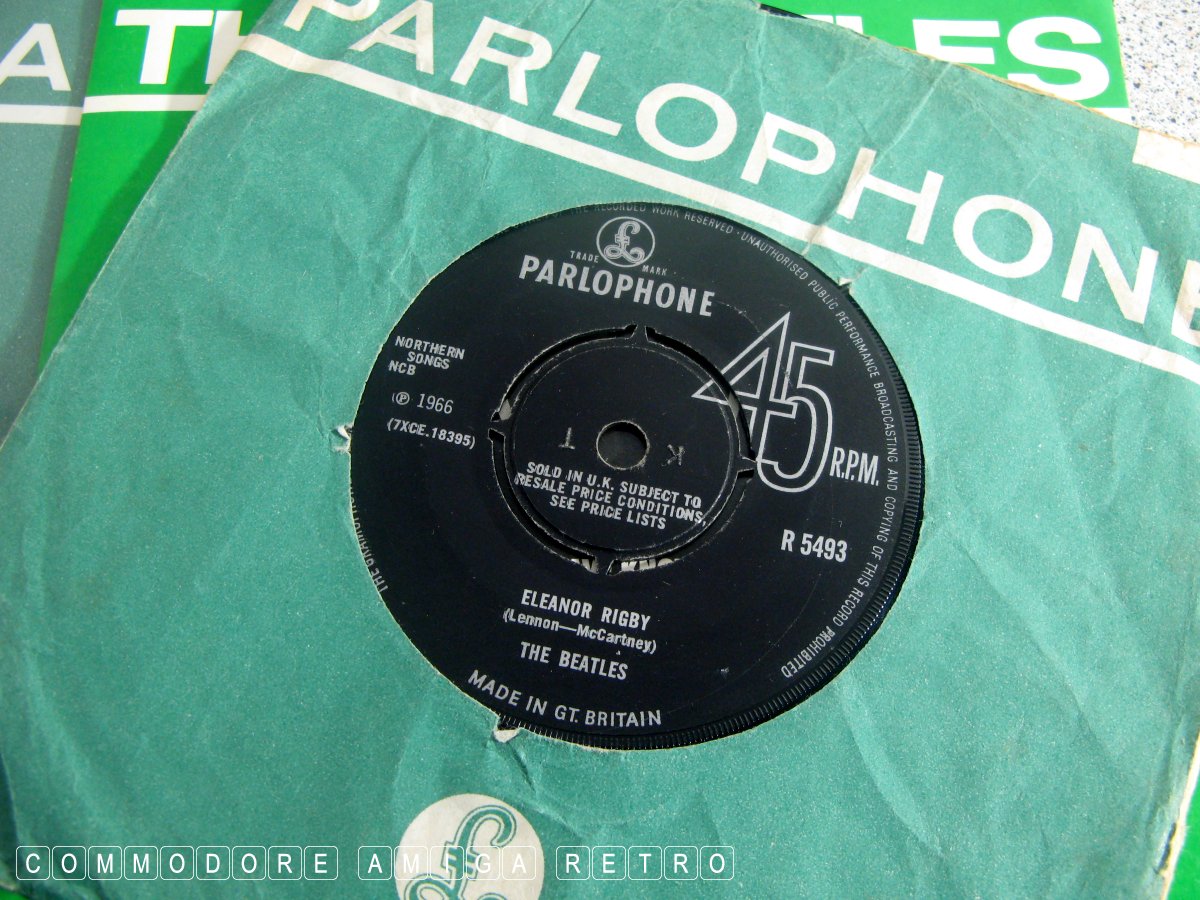 A
TH
LES
PARLOPHONE
THE RECORDED WORK RESERVED · UNAUTHORISED PUBLIC PERFORMANCE BROADCASTING AND COPYING OF THIS RECORD PROHIBITED
£
TRADE MARK
PARLOPHONE
NORTHERN
SONGS
NCB
℗ 1966
(7XCE.18395)
45 R.P.M.
K T
SOLD IN U.K. SUBJECT TO
RESALE PRICE CONDITIONS,
SEE PRICE LISTS
R 5493
ELEANOR RIGBY
(Lennon—McCartney)
THE BEATLES
MADE IN GT. BRITAIN
£
COMMODORE AMIGA RETRO